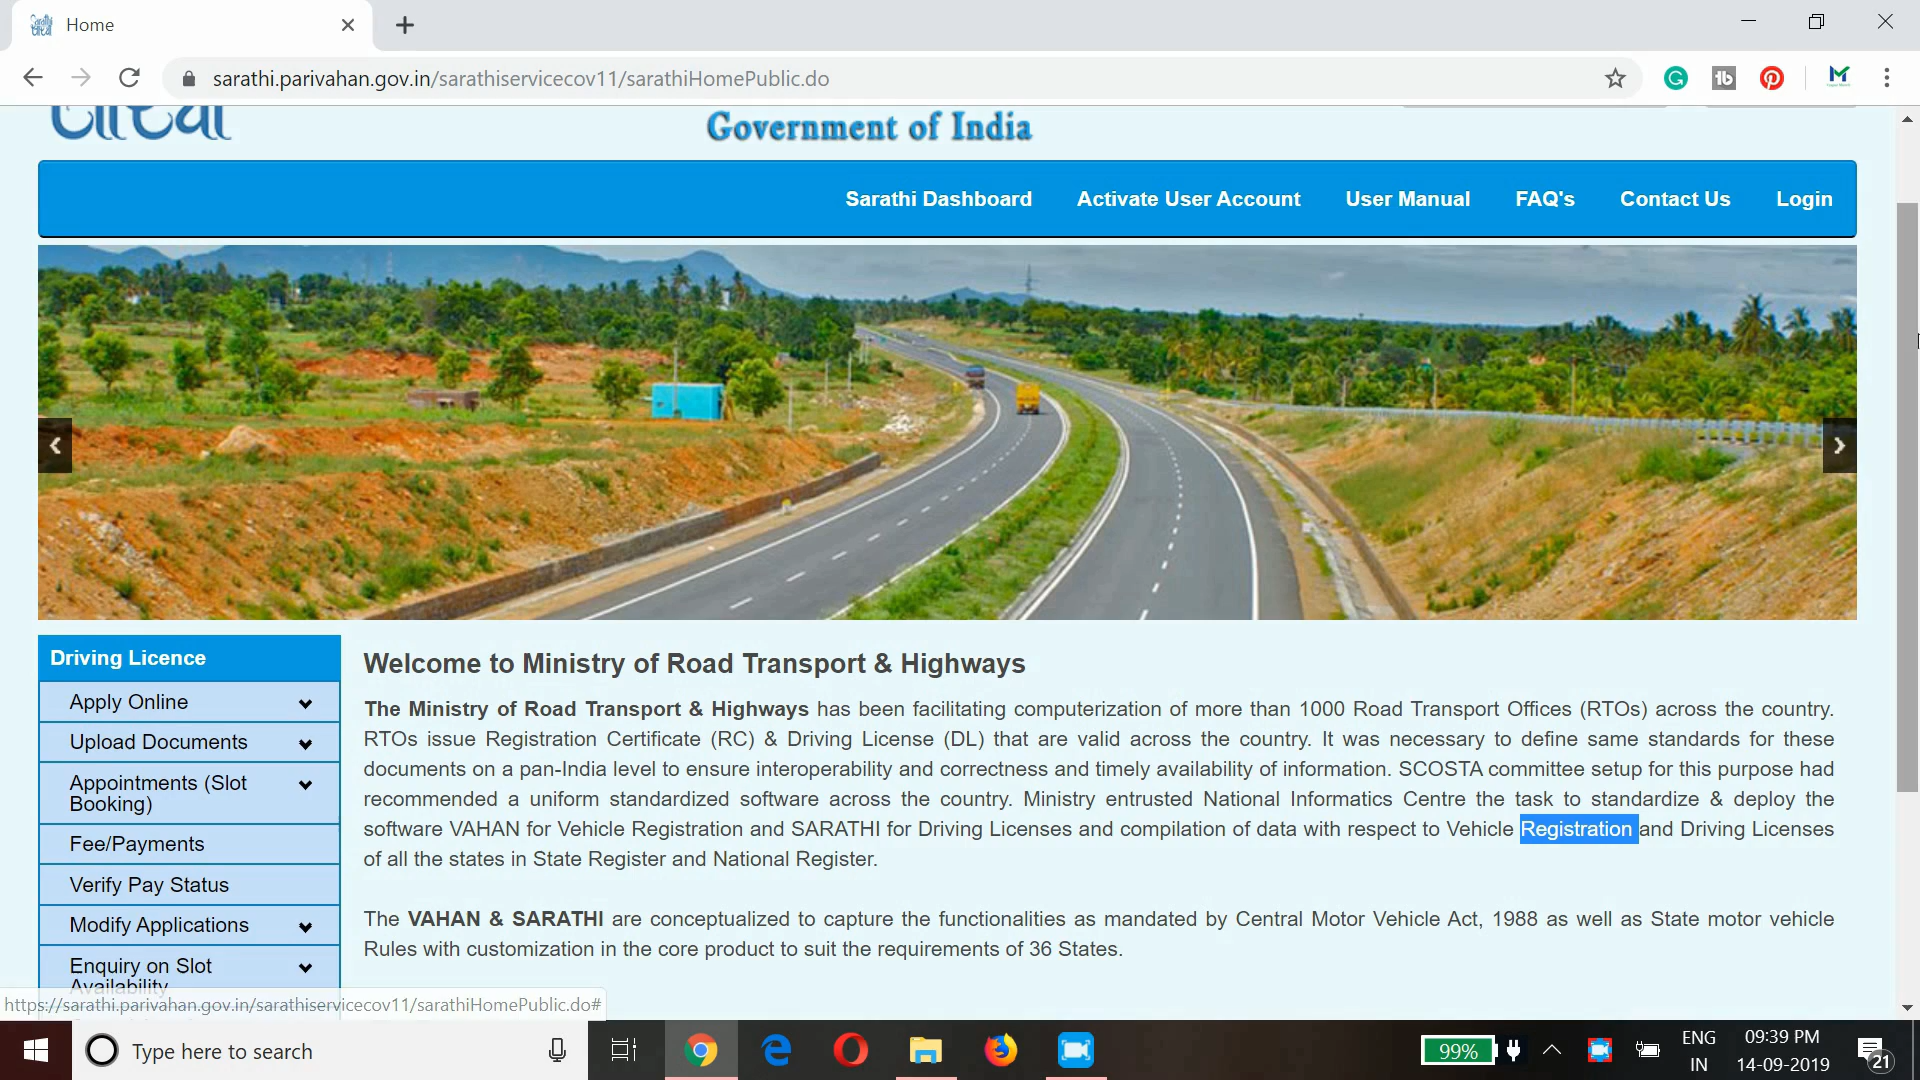 Home
sarathi.parivahan.gov.in/sarathiservicecov11/sarathiHomePublic.do
Government of India
Sarathi Dashboard Activate User Account User Manual FAQ's Contact Us Login
Driving Licence
Apply Online
Upload Documents
Appointments (Slot
Booking)
Fee/Payments
Verify Pay Status
Modify Applications
Enquiry on Slot
Availability
Welcome to Ministry of Road Transport & Highways
The Ministry of Road Transport & Highways has been facilitating computerization of more than 1000 Road Transport Offices (RTOs) across the country.
RTOs issue Registration Certificate (RC) & Driving License (DL) that are valid across the country. It was necessary to define same standards for these
documents on a pan-India level to ensure interoperability and correctness and timely availability of information. SCOSTA committee setup for this purpose had
recommended a uniform standardized software across the country. Ministry entrusted National Informatics Centre the task to standardize & deploy the
software VAHAN for Vehicle Registration and SARATHI for Driving Licenses and compilation of data with respect to Vehicle Registration and Driving Licenses
of all the states in State Register and National Register.
The VAHAN & SARATHI are conceptualized to capture the functionalities as mandated by Central Motor Vehicle Act, 1988 as well as State motor vehicle
Rules with customization in the core product to suit the requirements of 36 States.
https://sarathi.parivahan.gov.in/sarathiservicecov11/sarathiHomePublic.do#
Type here to search
99%
ENG
IN
09:39 PM
14-09-2019
21